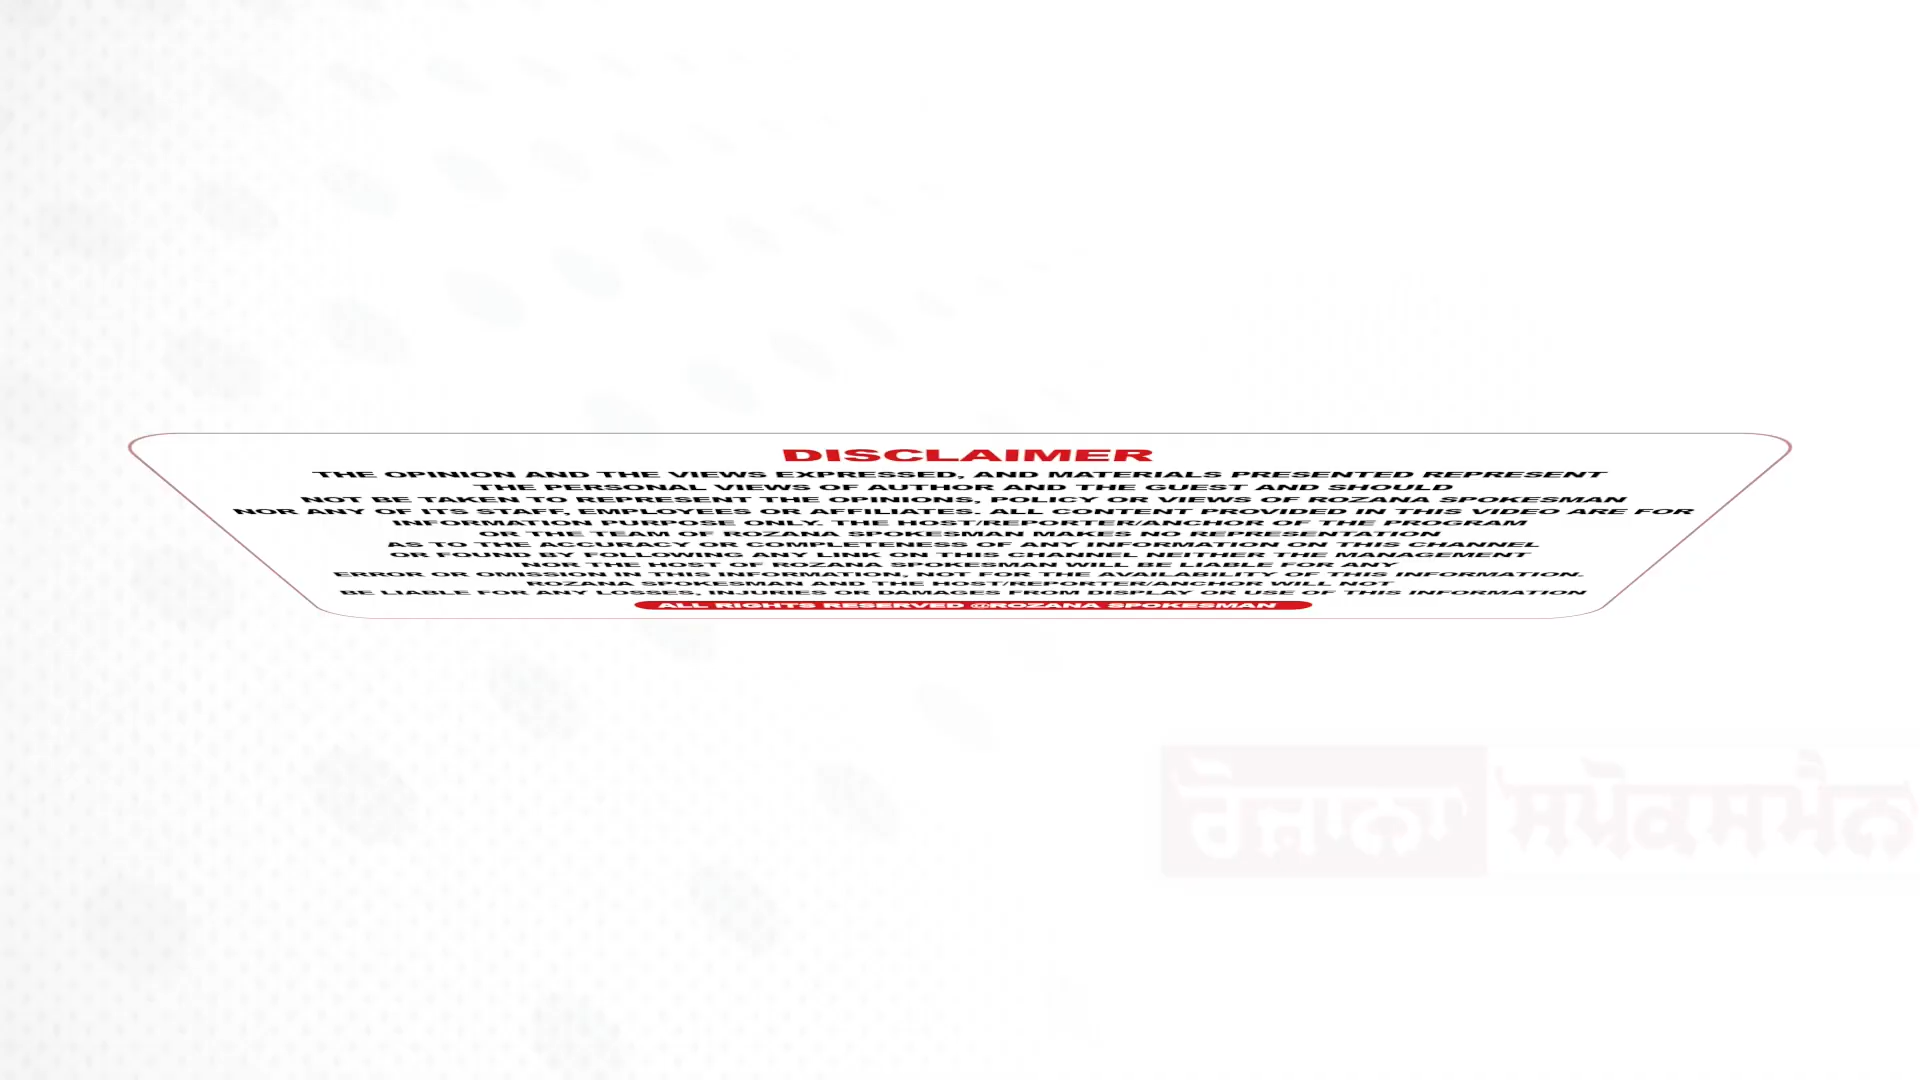 DISCLAIMER
THE OPINION AND THE VIEWS EXPRESSED, AND MATERIALS PRESENTED REPRESENT
THE PERSONAL VIEWS OF AUTHOR AND THE GUEST AND SHOULD
NOT BE TAKEN TO REPRESENT THE OPINIONS, POLICY OR VIEWS OF ROZANA SPOKESMAN
NOR ANY OF ITS STAFF, EMPLOYEES OR AFFILIATES. ALL CONTENT PROVIDED IN THIS VIDEO ARE FOR
INFORMATION PURPOSE ONLY. THE HOST/REPORTER/ANCHOR OF THE PROGRAM
OR THE TEAM OF ROZANA SPOKESMAN MAKES NO REPRESENTATION
AS TO THE ACCURACY OR COMPLETENESS OF ANY INFORMATION ON THIS CHANNEL
OR FOUND BY FOLLOWING ANY LINK ON THIS CHANNEL NEITHER THE MANAGEMENT
NOR THE HOST OF ROZANA SPOKESMAN WILL BE LIABLE FOR ANY
ERROR OR OMISSION IN THIS INFORMATION, NOT FOR THE AVAILABILITY OF THIS INFORMATION.
ROZANA SPOKESMAN AND THE HOST/REPORTER/ANCHOR WILL NOT
BE LIABLE FOR ANY LOSSES, INJURIES OR DAMAGES FROM DISPLAY OR USE OF THIS INFORMATION
ALL RIGHTS RESERVED @ROZANA SPOKESMAN
ਰੋਜ਼ਾਨਾ ਸਪੋਕਸਮੈਨ